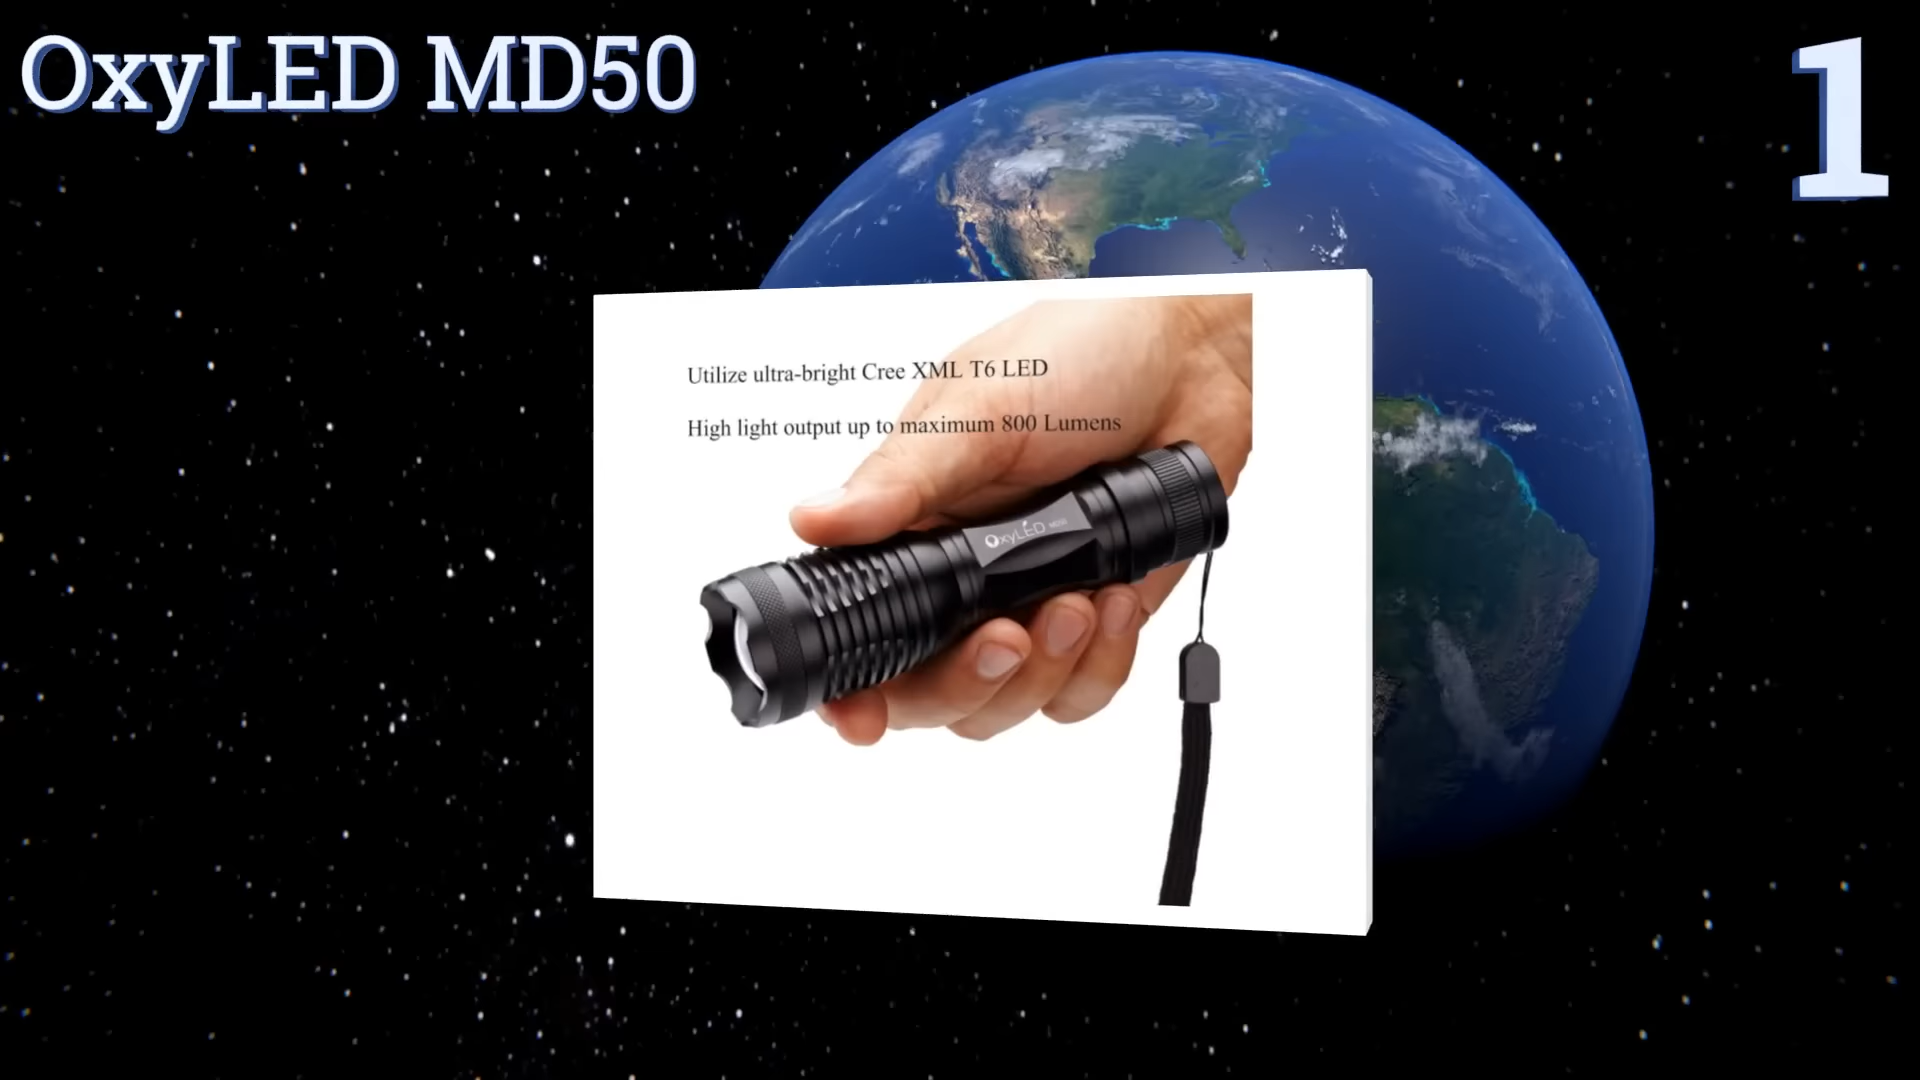 OxyLED MD50
1
Utilize ultra-bright Cree XML T6 LED
High light output up to maximum 800 Lumens
OxyLED MD50